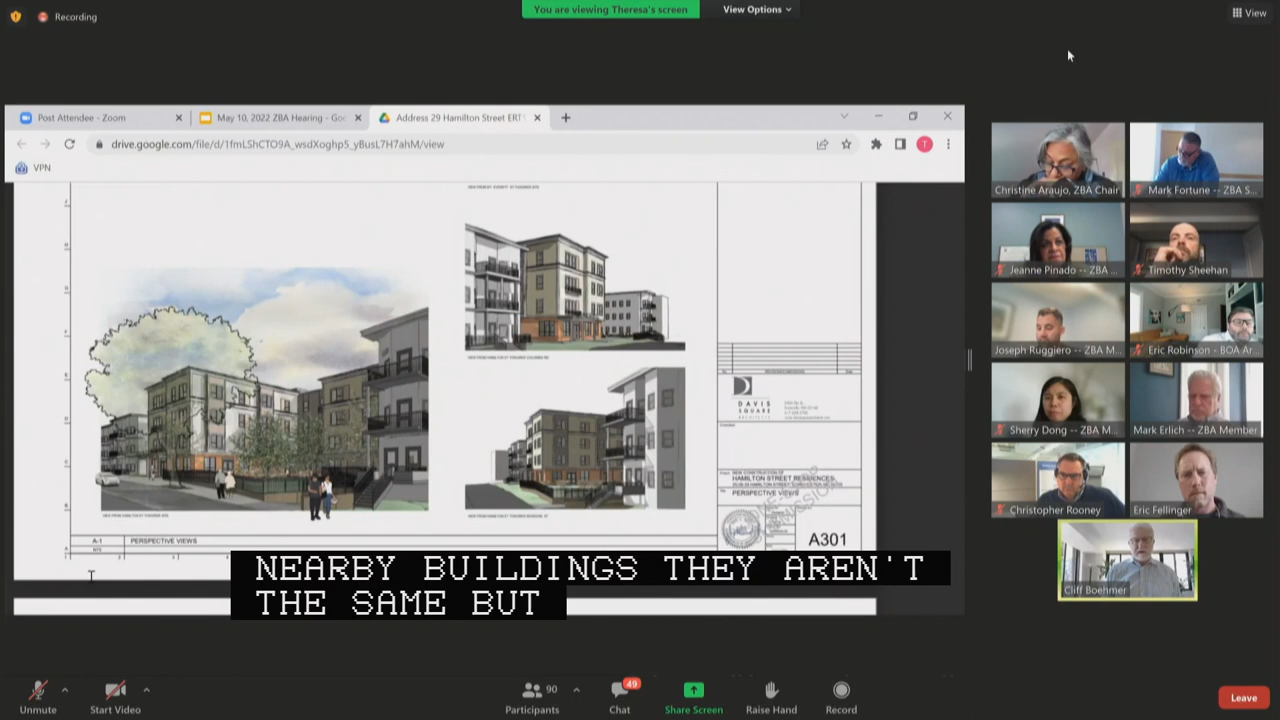 Recording
You are viewing Theresa's screen
View Options
View
Post Attendee - Zoom
May 10, 2022 ZBA Hearing - Go
Address 29 Hamilton Street ERT
drive.google.com/file/d/1fmLShCTO9A_wsdXoghp5_yBusL7H7ahM/view
T
VPN
DAVIS
SQUARE
ARCHITECTS
HAMILTON STREET RESIDENCES
PERSPECTIVE VIEWS
A301
A-1 PERSPECTIVE VIEWS
NEARBY BUILDINGS THEY AREN'T
THE SAME BUT
Christine Araujo, ZBA Chair
Mark Fortune -- ZBA S...
Jeanne Pinado -- ZBA ...
Timothy Sheehan
Joseph Ruggiero -- ZBA M...
Eric Robinson - BOA Ar...
Sherry Dong -- ZBA M...
Mark Erlich -- ZBA Member
Christopher Rooney
Eric Fellinger
Cliff Boehmer
Unmute
Start Video
90
Participants
49
Chat
Share Screen
Raise Hand
Record
Leave